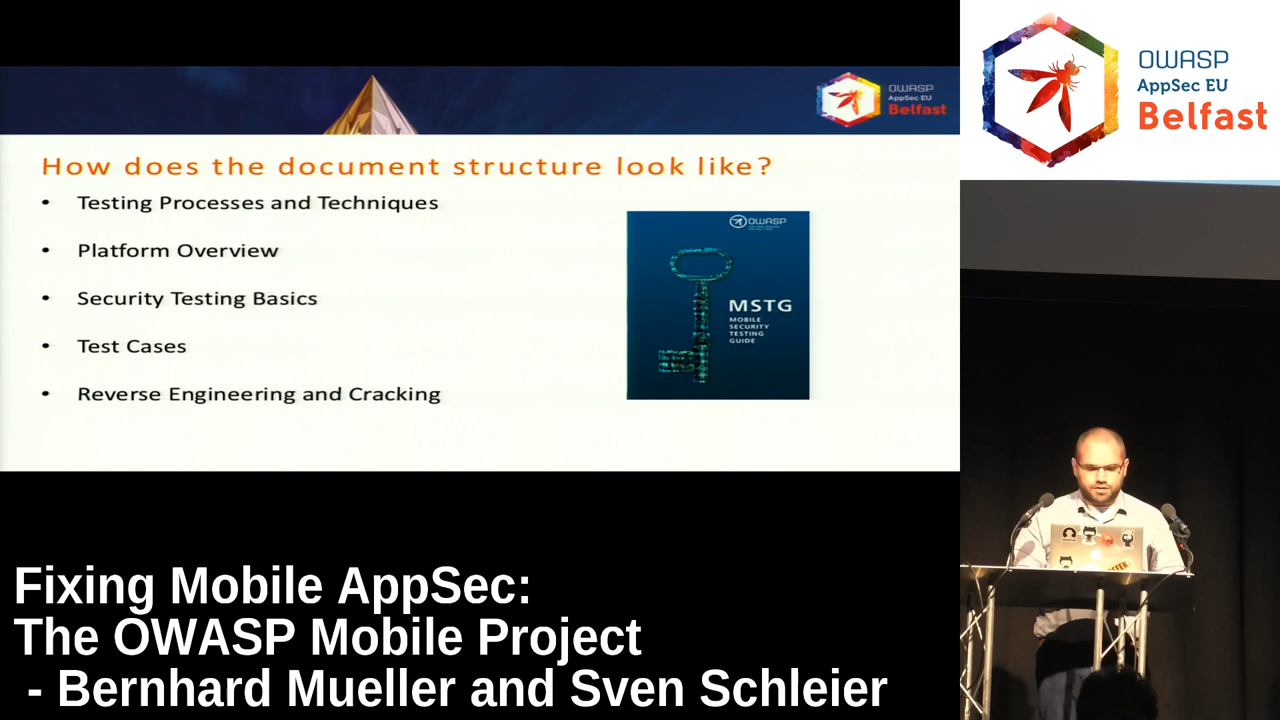 OWASP
AppSec EU
Belfast
How does the document structure look like?
• Testing Processes and Techniques
• Platform Overview
• Security Testing Basics
• Test Cases
• Reverse Engineering and Cracking
OWASP
MSTG
MOBILE
SECURITY
TESTING
GUIDE
OWASP
AppSec EU
Belfast
Fixing Mobile AppSec:
The OWASP Mobile Project
- Bernhard Mueller and Sven Schleier